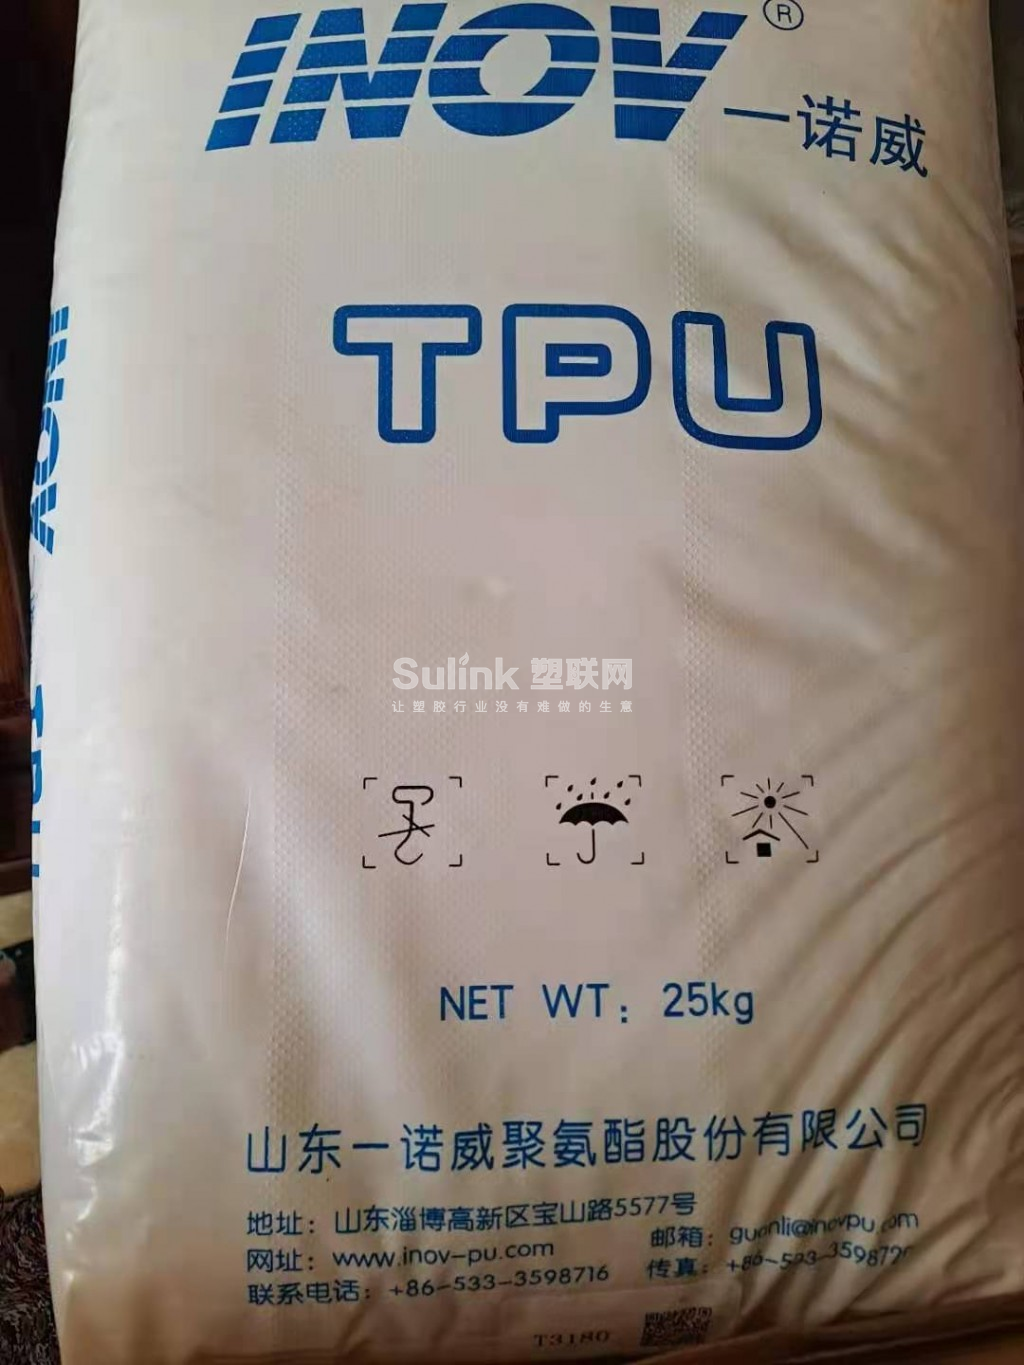 INOV®
一诺威
TPU
INOV
Sulink 塑联网
让塑胶行业没有难做的生意
NET WT: 25kg
山东一诺威聚氨酯股份有限公司
地址：山东淄博高新区宝山路5577号
网址：www.inov-pu.com
邮箱：guanli@inovpu.com
联系电话：+86-533-3598716
传真：+86-533-359872
T3180